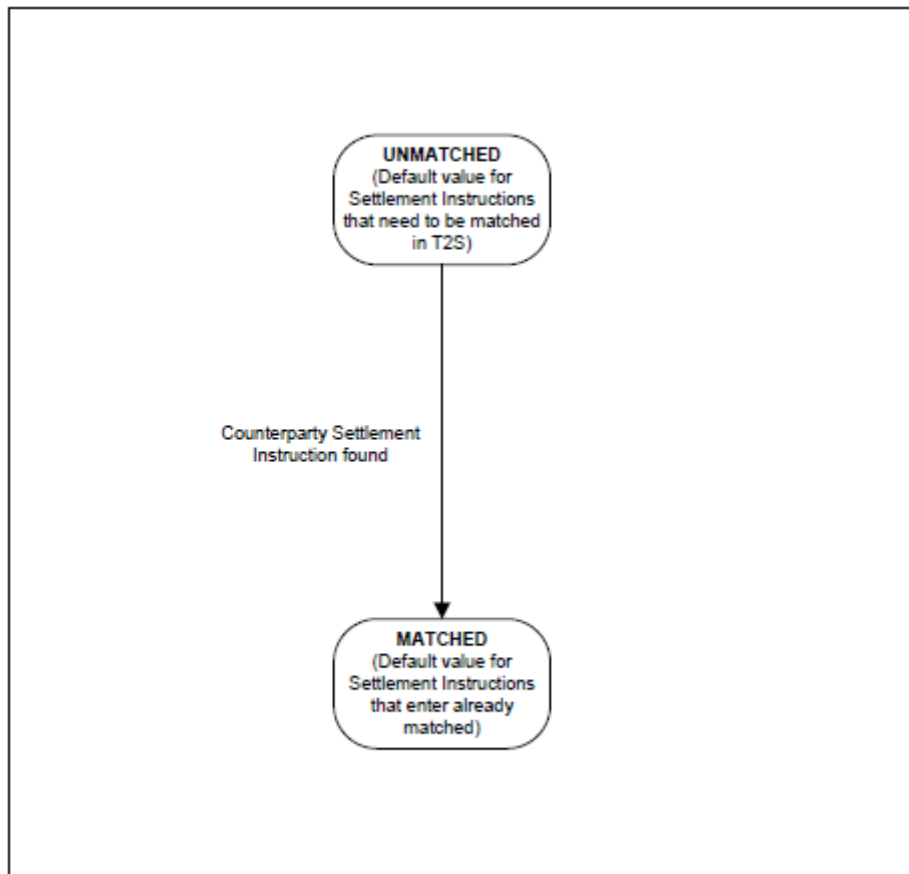 UNMATCHED
(Default value for
Settlement Instructions
that need to be matched
in T2S)
Counterparty Settlement
Instruction found
MATCHED
(Default value for
Settlement Instructions
that enter already
matched)